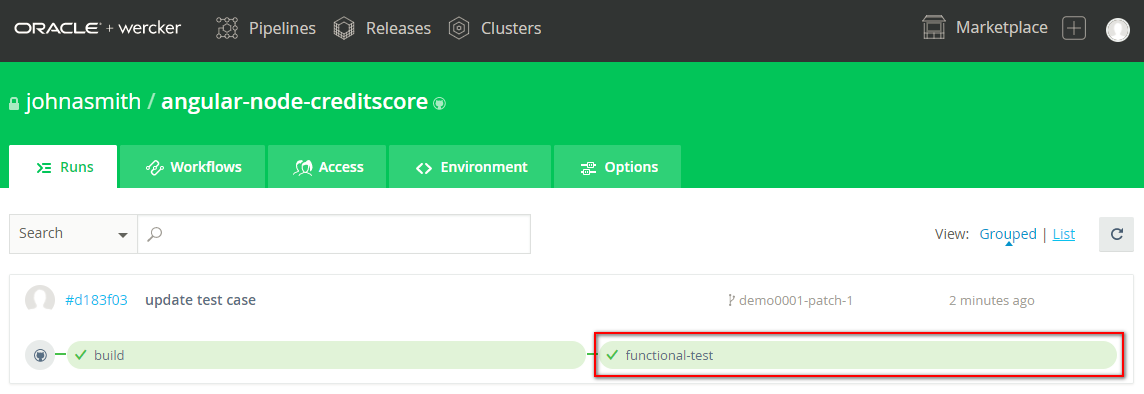 ORACLE + wercker Pipelines Releases Clusters Marketplace
johnasmith / angular-node-creditscore
Runs Workflows Access Environment Options
Search View: Grouped | List
#d183f03 update test case demo0001-patch-1 2 minutes ago
build functional-test